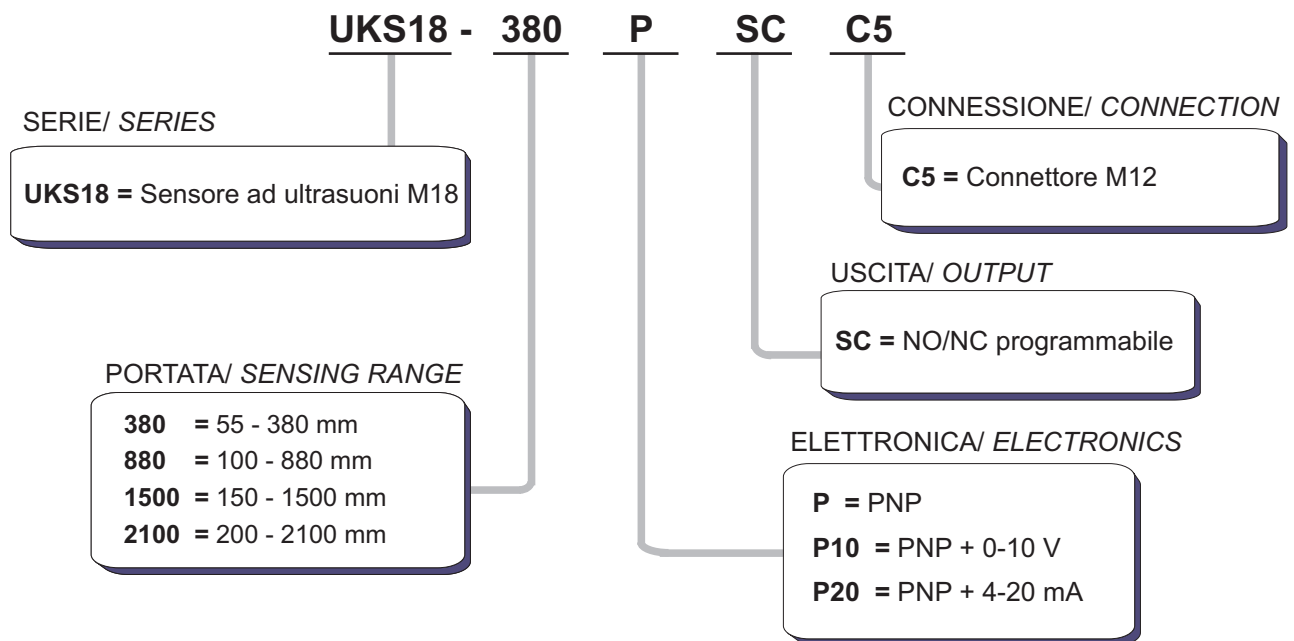 UKS18 - 380 P SC C5
SERIE/ SERIES
UKS18 = Sensore ad ultrasuoni M18
CONNESSIONE/ CONNECTION
C5 = Connettore M12
USCITA/ OUTPUT
SC = NO/NC programmabile
PORTATA/ SENSING RANGE
380 = 55 - 380 mm
880 = 100 - 880 mm
1500 = 150 - 1500 mm
2100 = 200 - 2100 mm
ELETTRONICA/ ELECTRONICS
P = PNP
P10 = PNP + 0-10 V
P20 = PNP + 4-20 mA